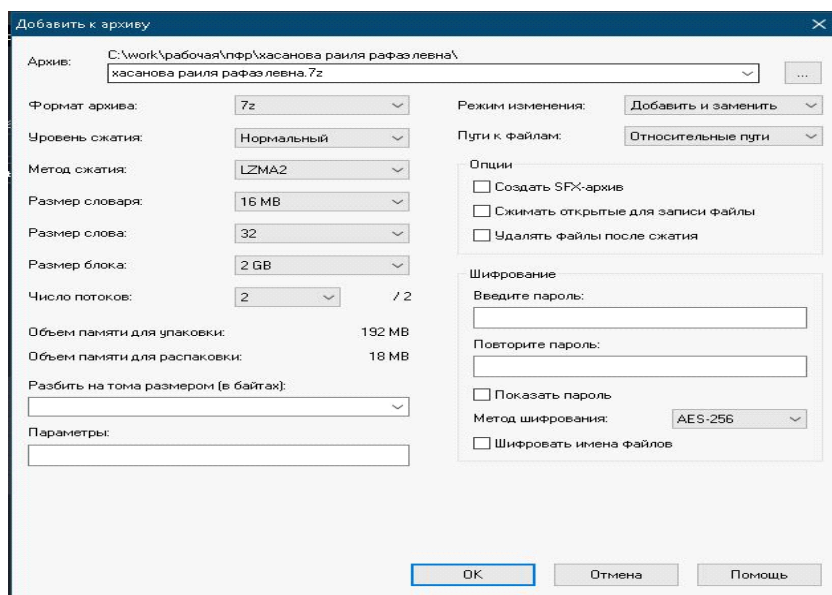 Добавить к архиву
Архив:
C:\work\рабочая\пфр\хасанова раиля рафаэлевна\
хасанова раиля рафаэлевна.7z
...
Формат архива: 7z
Уровень сжатия: Нормальный
Метод сжатия: LZMA2
Размер словаря: 16 MB
Размер слова: 32
Размер блока: 2 GB
Число потоков: 2 / 2
Объем памяти для упаковки: 192 MB
Объем памяти для распаковки: 18 MB
Разбить на тома размером (в байтах):
Параметры:
Режим изменения: Добавить и заменить
Пути к файлам: Относительные пути
Опции
Создать SFX-архив
Сжимать открытые для записи файлы
Удалять файлы после сжатия
Шифрование
Введите пароль:
Повторите пароль:
Показать пароль
Метод шифрования: AES-256
Шифровать имена файлов
OK Отмена Помощь